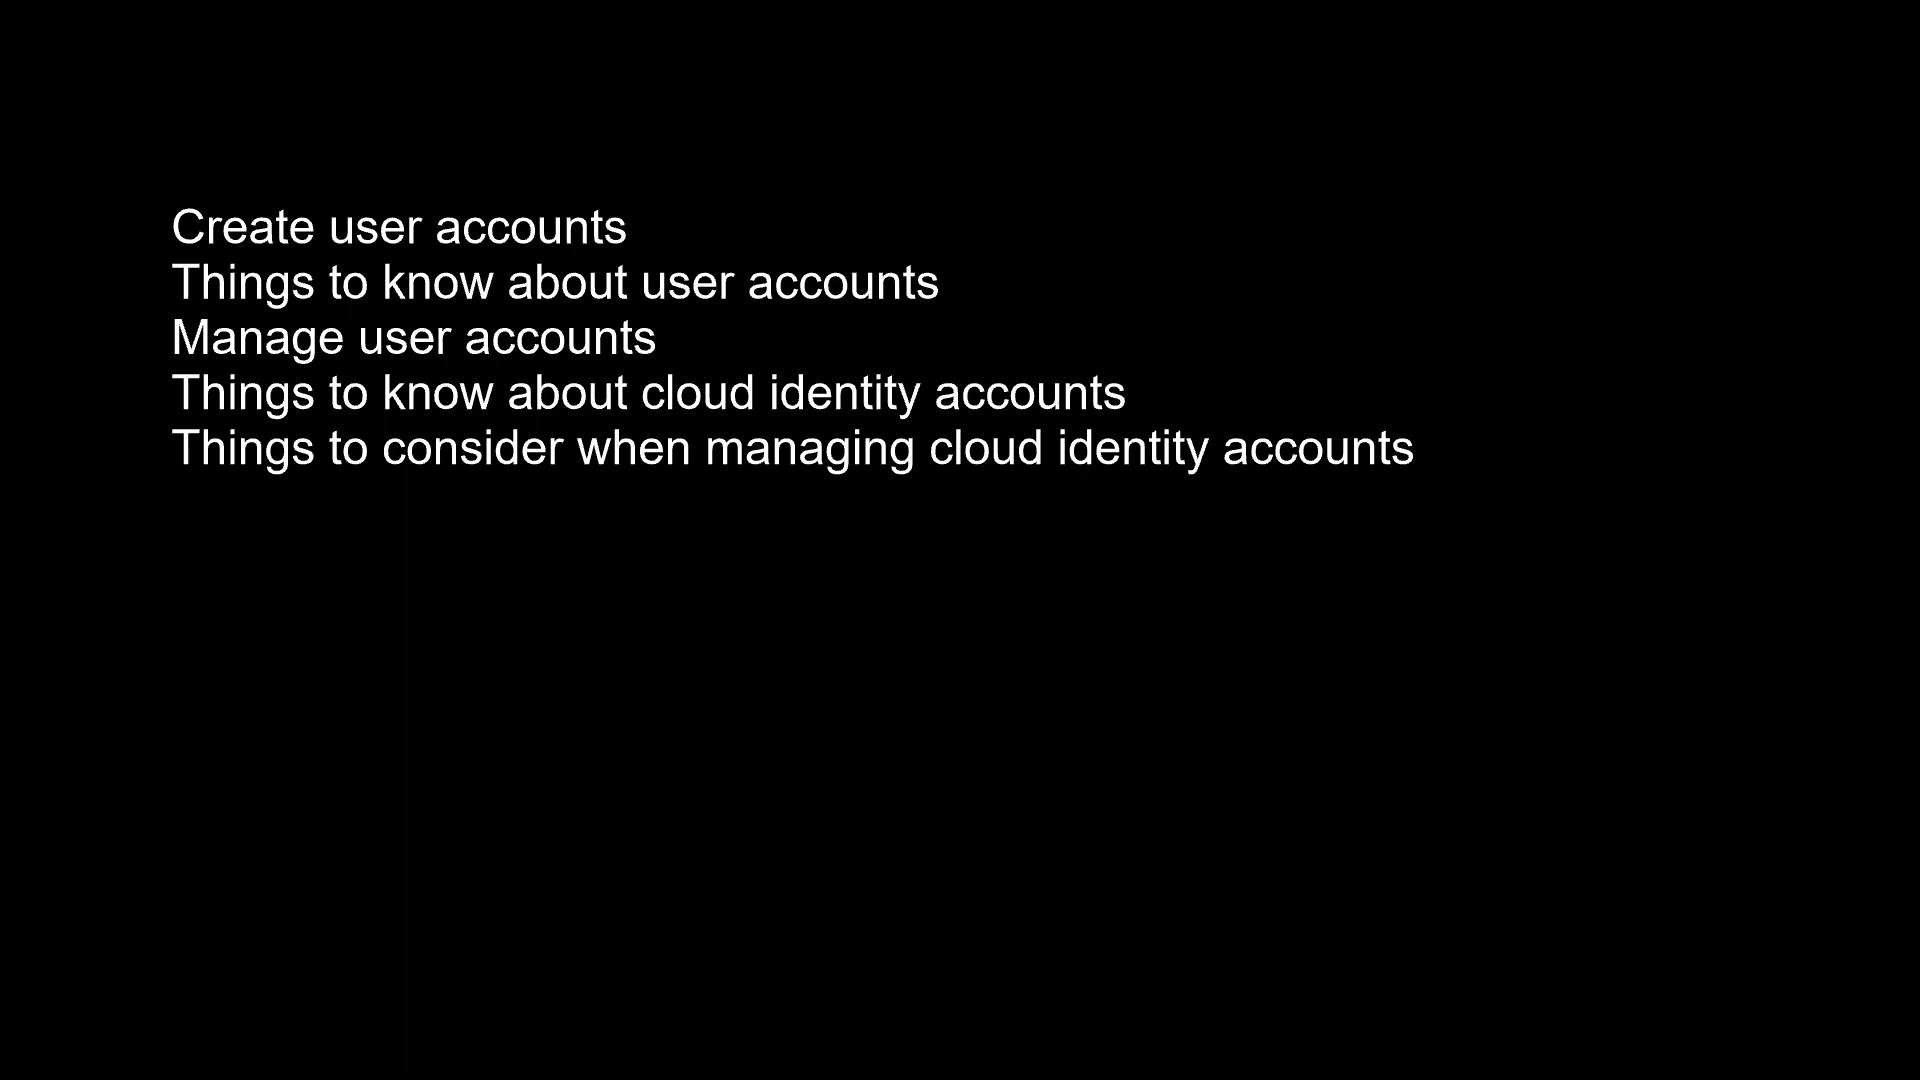 Create user accounts
Things to know about user accounts
Manage user accounts
Things to know about cloud identity accounts
Things to consider when managing cloud identity accounts